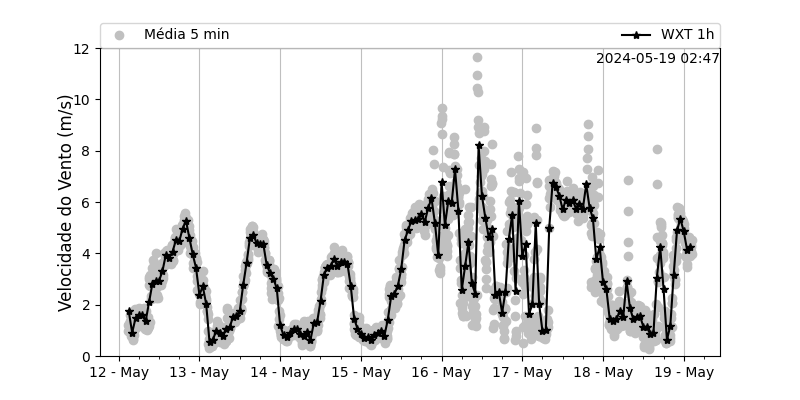 Média 5 min
WXT 1h
2024-05-19 02:47
Velocidade do Vento (m/s)
12
10
8
6
4
2
0
12 - May 13 - May 14 - May 15 - May 16 - May 17 - May 18 - May 19 - May